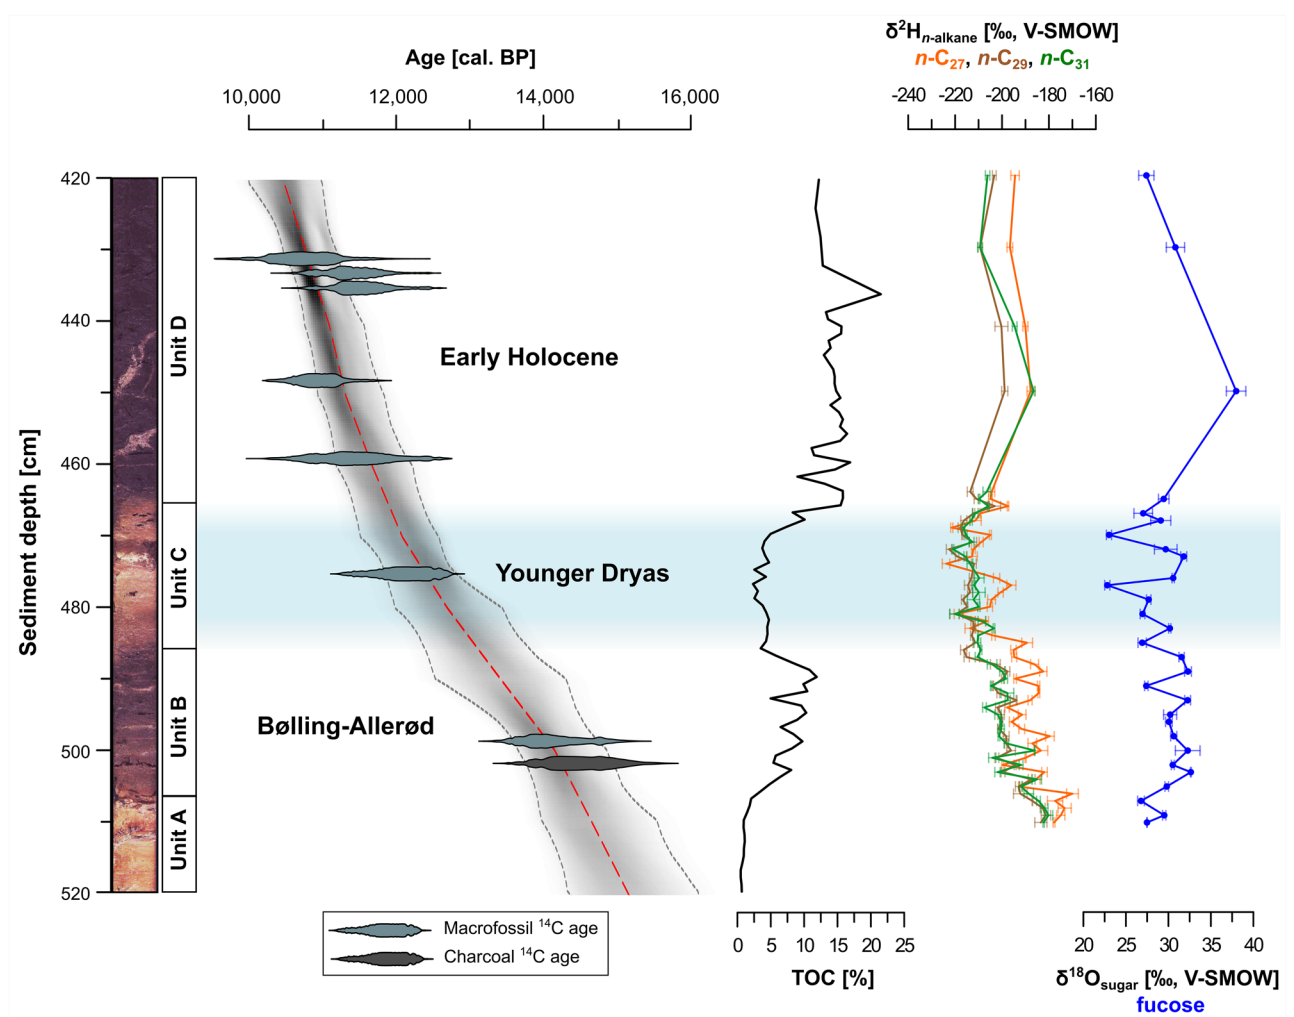 δ²Hn-alkane [‰, V-SMOW]
n-C27, n-C29, n-C31
Age [cal. BP]
10,000 12,000 14,000 16,000
-240 -220 -200 -180 -160
Sediment depth [cm]
420
440
460
480
500
520
Unit D
Unit C
Unit B
Unit A
Early Holocene
Younger Dryas
Bølling-Allerød
Macrofossil ¹⁴C age
Charcoal ¹⁴C age
0 5 10 15 20 25
TOC [%]
20 25 30 35 40
δ¹⁸Osugar [‰, V-SMOW]
fucose